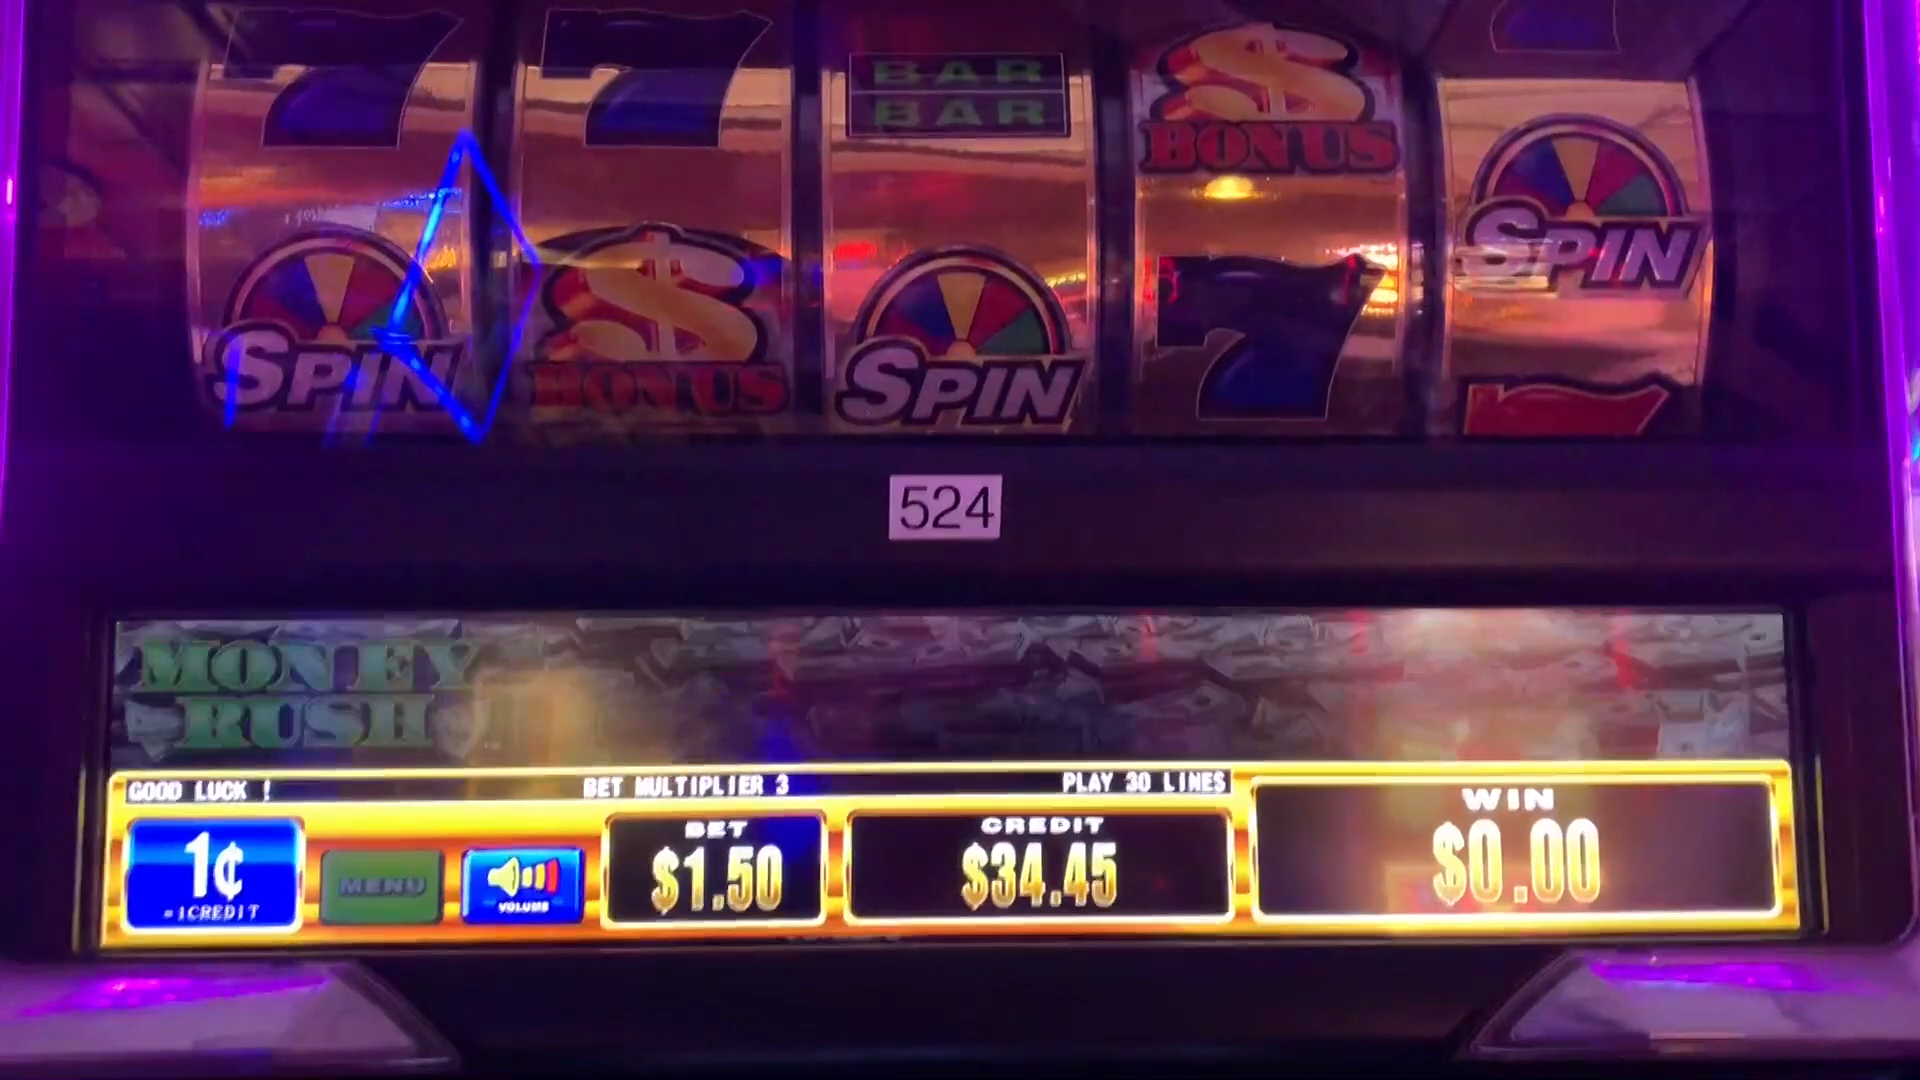 BAR
BAR
BONUS
SPIN
SPIN
BONUS
SPIN
524
MONEY
RUSH
GOOD LUCK !
BET MULTIPLIER 3
PLAY 30 LINES
1¢
=1CREDIT
MENU
VOLUME
BET
$1.50
CREDIT
$34.45
WIN
$0.00